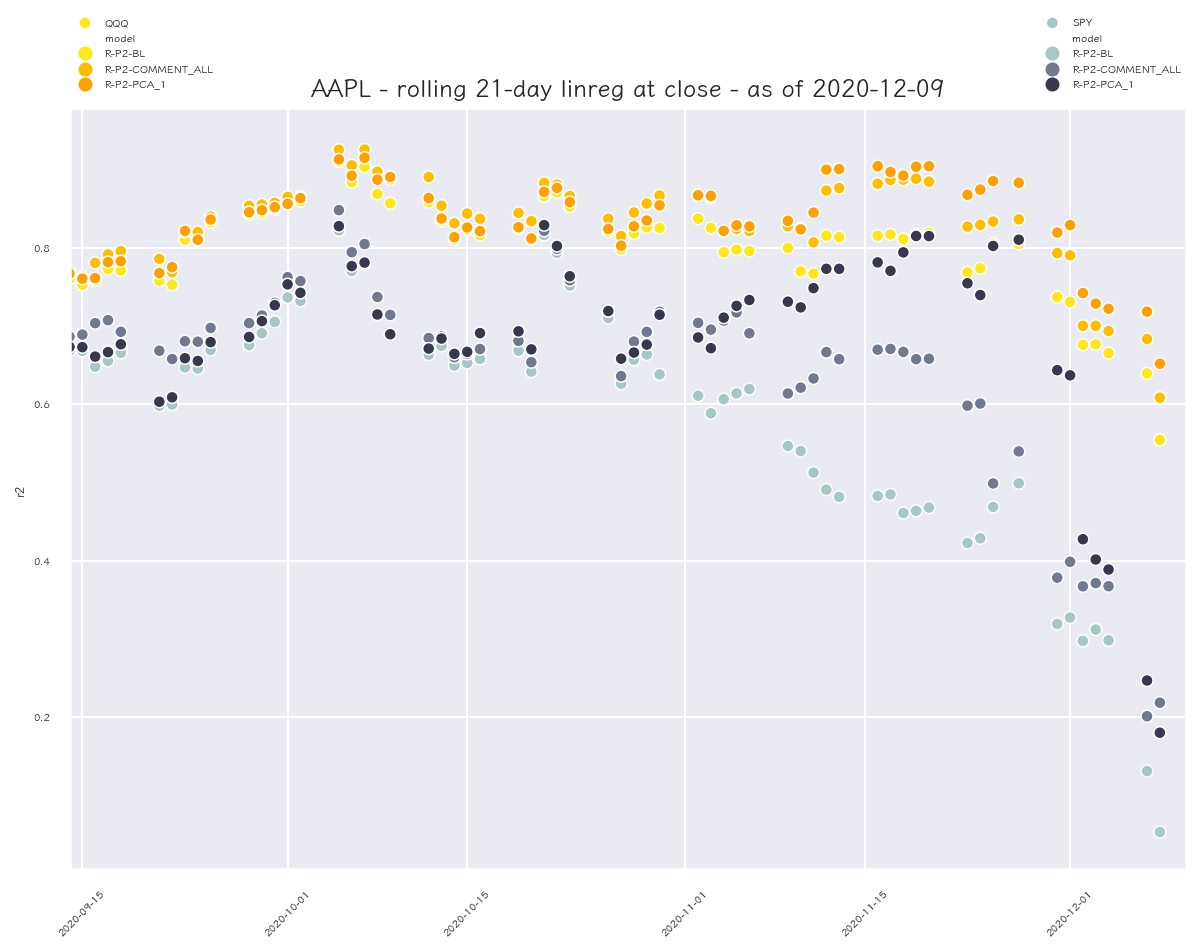 QQQ
model
R-P2-BL
R-P2-COMMENT_ALL
R-P2-PCA_1
SPY
model
R-P2-BL
R-P2-COMMENT_ALL
R-P2-PCA_1
AAPL - rolling 21-day linreg at close - as of 2020-12-09
r2
0.8
0.6
0.4
0.2
2020-09-15
2020-10-01
2020-10-15
2020-11-01
2020-11-15
2020-12-01